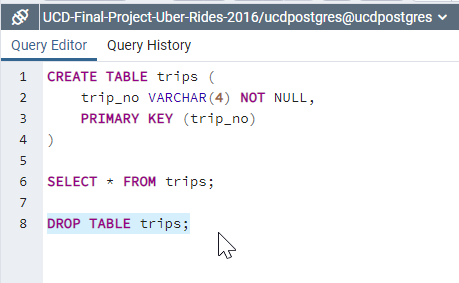 UCD-Final-Project-Uber-Rides-2016/ucdpostgres@ucdpostgres
Query Editor Query History
1 CREATE TABLE trips (
2 trip_no VARCHAR(4) NOT NULL,
3 PRIMARY KEY (trip_no)
4 )
5
6 SELECT * FROM trips;
7
8 DROP TABLE trips;